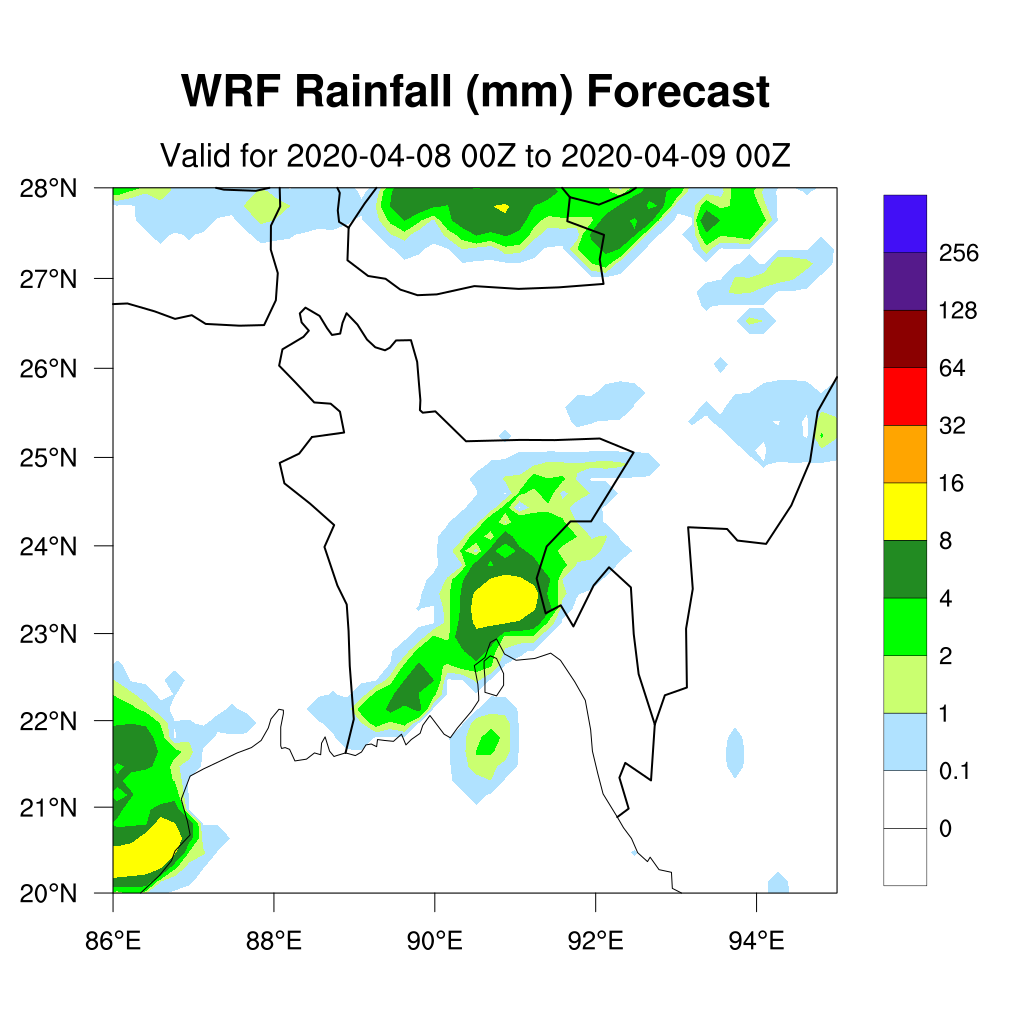 WRF Rainfall (mm) Forecast
Valid for 2020-04-08 00Z to 2020-04-09 00Z
28°N
27°N
26°N
25°N
24°N
23°N
22°N
21°N
20°N
86°E 88°E 90°E 92°E 94°E
256
128
64
32
16
8
4
2
1
0.1
0